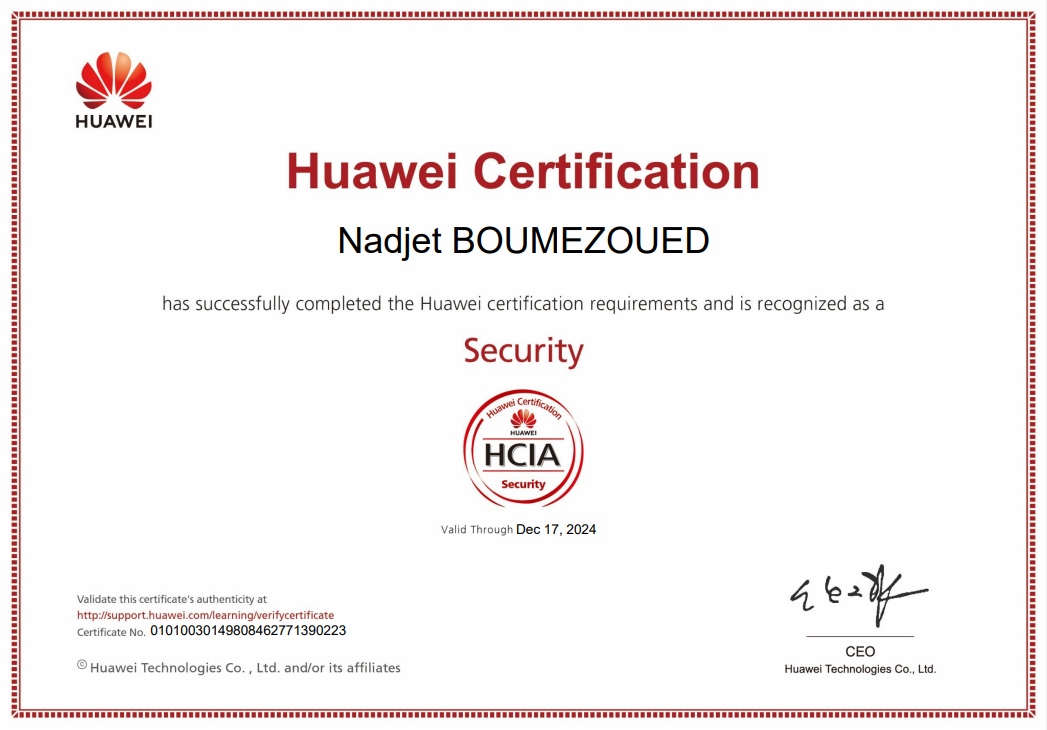 HUAWEI
Huawei Certification
Nadjet BOUMEZOUED
has successfully completed the Huawei certification requirements and is recognized as a
Security
Huawei Certification
HUAWEI
HCIA
Security
Valid Through Dec 17, 2024
Validate this certificate's authenticity at
http://support.huawei.com/learning/verifycertificate
Certificate No. 01010030149808462771390223
© Huawei Technologies Co. , Ltd. and/or its affiliates
CEO
Huawei Technologies Co., Ltd.